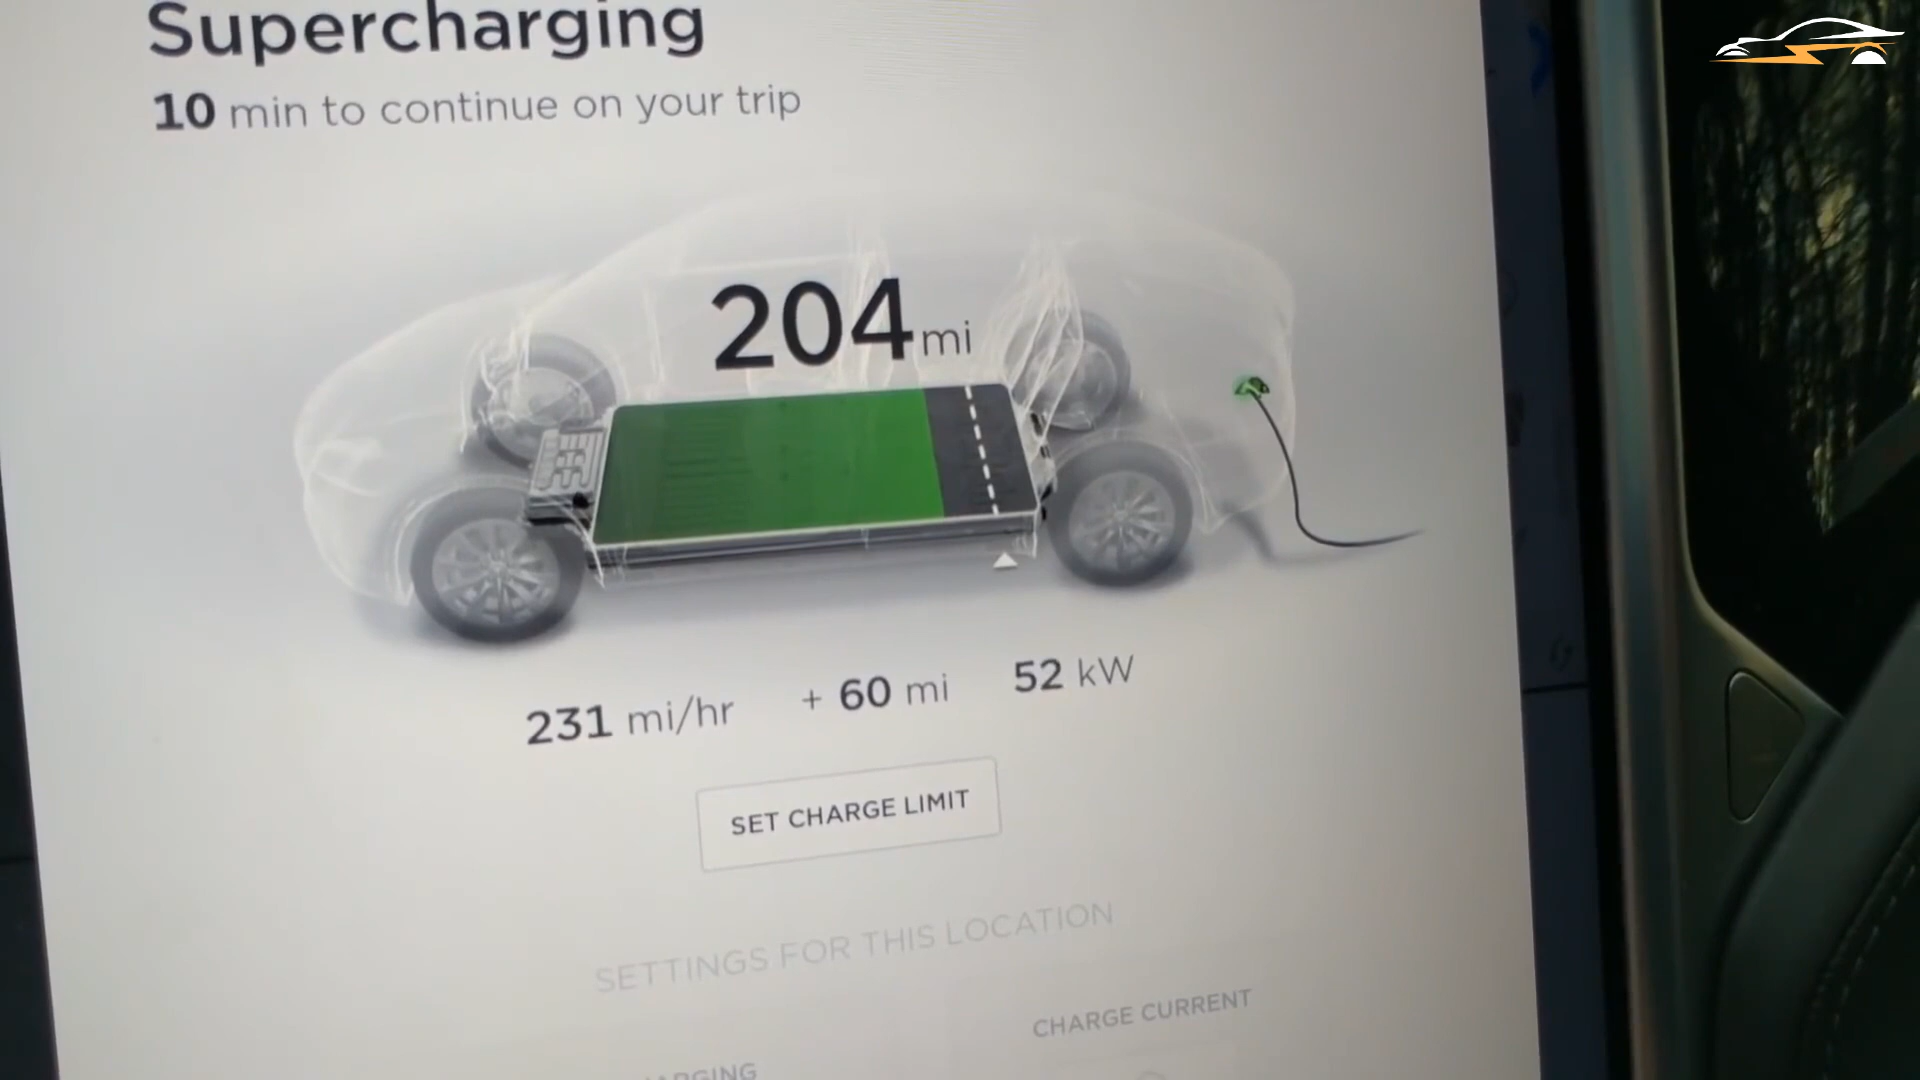 Supercharging
10 min to continue on your trip
204 mi
231 mi/hr + 60 mi 52 kW
SET CHARGE LIMIT
SETTINGS FOR THIS LOCATION
CHARGE CURRENT